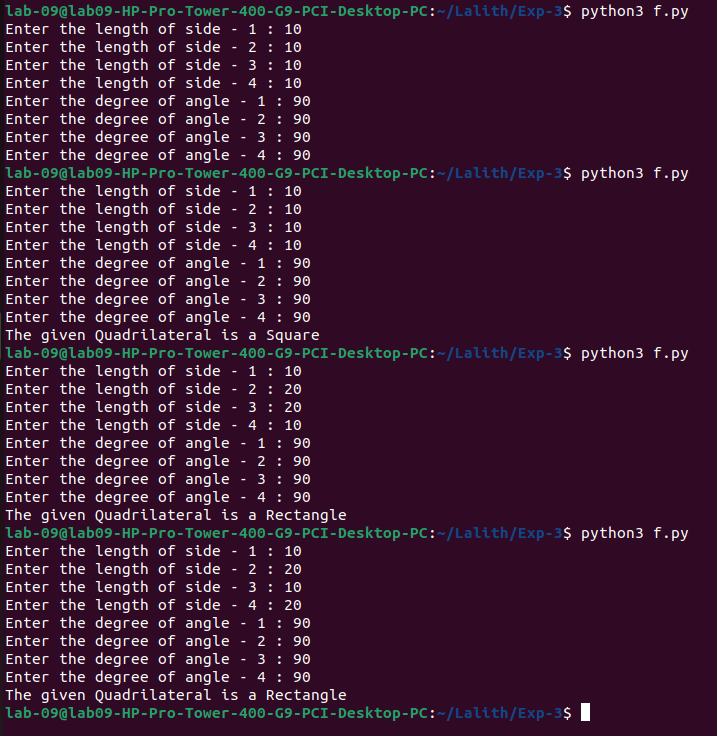 lab-09@lab09-HP-Pro-Tower-400-G9-PCI-Desktop-PC:~/Lalith/Exp-3$ python3 f.py
Enter the length of side - 1 : 10
Enter the length of side - 2 : 10
Enter the length of side - 3 : 10
Enter the length of side - 4 : 10
Enter the degree of angle - 1 : 90
Enter the degree of angle - 2 : 90
Enter the degree of angle - 3 : 90
Enter the degree of angle - 4 : 90
lab-09@lab09-HP-Pro-Tower-400-G9-PCI-Desktop-PC:~/Lalith/Exp-3$ python3 f.py
Enter the length of side - 1 : 10
Enter the length of side - 2 : 10
Enter the length of side - 3 : 10
Enter the length of side - 4 : 10
Enter the degree of angle - 1 : 90
Enter the degree of angle - 2 : 90
Enter the degree of angle - 3 : 90
Enter the degree of angle - 4 : 90
The given Quadrilateral is a Square
lab-09@lab09-HP-Pro-Tower-400-G9-PCI-Desktop-PC:~/Lalith/Exp-3$ python3 f.py
Enter the length of side - 1 : 10
Enter the length of side - 2 : 20
Enter the length of side - 3 : 20
Enter the length of side - 4 : 10
Enter the degree of angle - 1 : 90
Enter the degree of angle - 2 : 90
Enter the degree of angle - 3 : 90
Enter the degree of angle - 4 : 90
The given Quadrilateral is a Rectangle
lab-09@lab09-HP-Pro-Tower-400-G9-PCI-Desktop-PC:~/Lalith/Exp-3$ python3 f.py
Enter the length of side - 1 : 10
Enter the length of side - 2 : 20
Enter the length of side - 3 : 10
Enter the length of side - 4 : 20
Enter the degree of angle - 1 : 90
Enter the degree of angle - 2 : 90
Enter the degree of angle - 3 : 90
Enter the degree of angle - 4 : 90
The given Quadrilateral is a Rectangle
lab-09@lab09-HP-Pro-Tower-400-G9-PCI-Desktop-PC:~/Lalith/Exp-3$